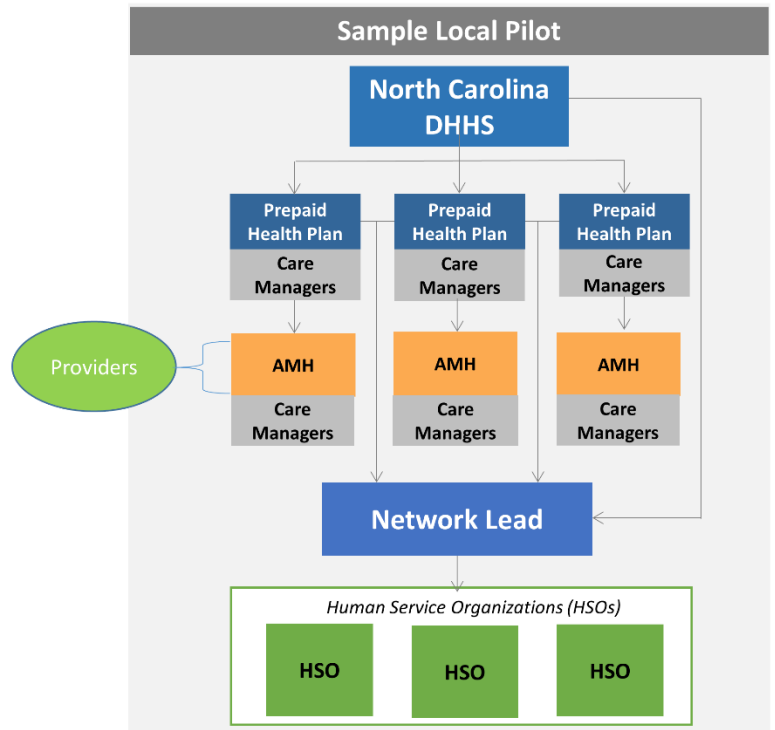 Sample Local Pilot
North Carolina
DHHS
Prepaid
Health Plan
Prepaid
Health Plan
Prepaid
Health Plan
Care
Managers
Care
Managers
Care
Managers
Providers
AMH
AMH
AMH
Care
Managers
Care
Managers
Care
Managers
Network Lead
Human Service Organizations (HSOs)
HSO
HSO
HSO